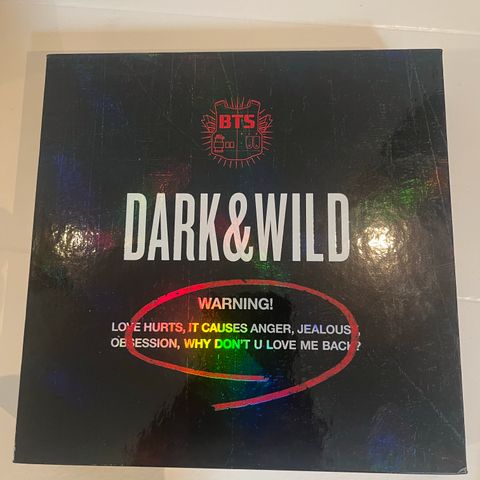 BTS
DARK&WILD
WARNING!
LOVE HURTS, IT CAUSES ANGER, JEALOUSY,
OBSESSION, WHY DON'T U LOVE ME BACK?